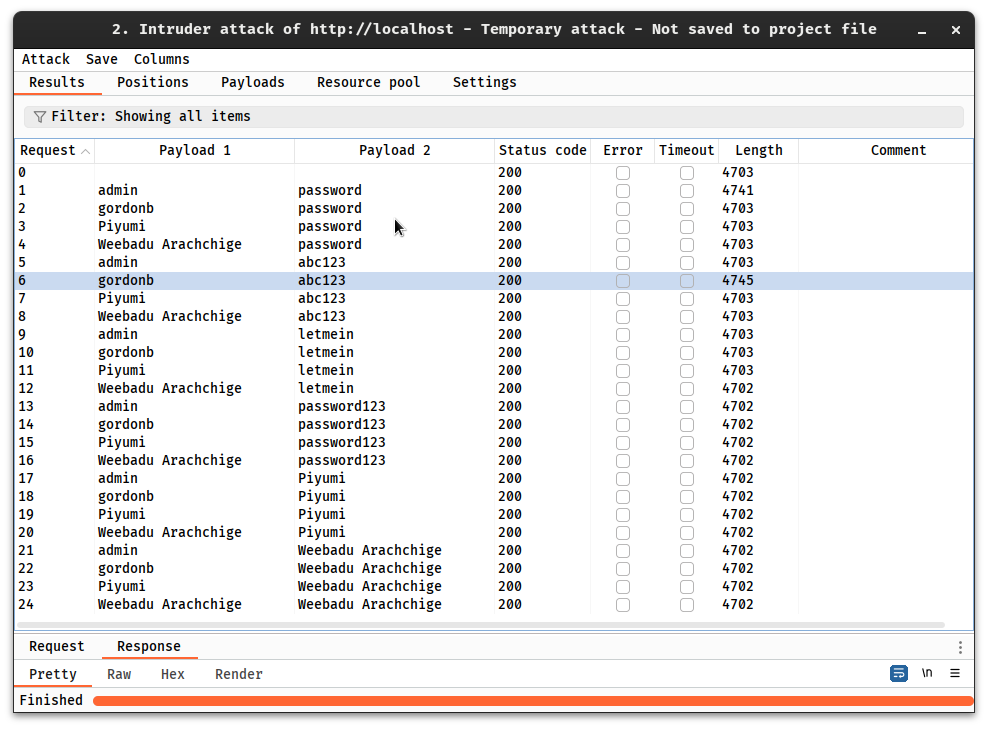 2. Intruder attack of http://localhost - Temporary attack - Not saved to project file
Attack Save Columns
Results Positions Payloads Resource pool Settings
Filter: Showing all items
Request Payload 1 Payload 2 Status code Error Timeout Length Comment
0 200 4703
1 admin password 200 4741
2 gordonb password 200 4703
3 Piyumi password 200 4703
4 Weebadu Arachchige password 200 4703
5 admin abc123 200 4703
6 gordonb abc123 200 4745
7 Piyumi abc123 200 4703
8 Weebadu Arachchige abc123 200 4703
9 admin letmein 200 4703
10 gordonb letmein 200 4703
11 Piyumi letmein 200 4703
12 Weebadu Arachchige letmein 200 4702
13 admin password123 200 4702
14 gordonb password123 200 4702
15 Piyumi password123 200 4702
16 Weebadu Arachchige password123 200 4702
17 admin Piyumi 200 4702
18 gordonb Piyumi 200 4702
19 Piyumi Piyumi 200 4702
20 Weebadu Arachchige Piyumi 200 4702
21 admin Weebadu Arachchige 200 4702
22 gordonb Weebadu Arachchige 200 4702
23 Piyumi Weebadu Arachchige 200 4702
24 Weebadu Arachchige Weebadu Arachchige 200 4702
Request Response
Pretty Raw Hex Render \n
Finished